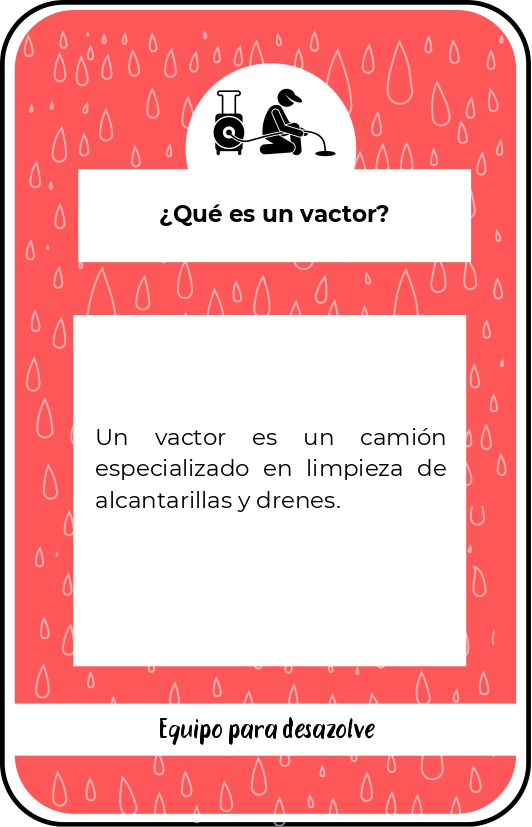 ¿Qué es un vactor?
Un vactor es un camión
especializado en limpieza de
alcantarillas y drenes.
Equipo para desazolve